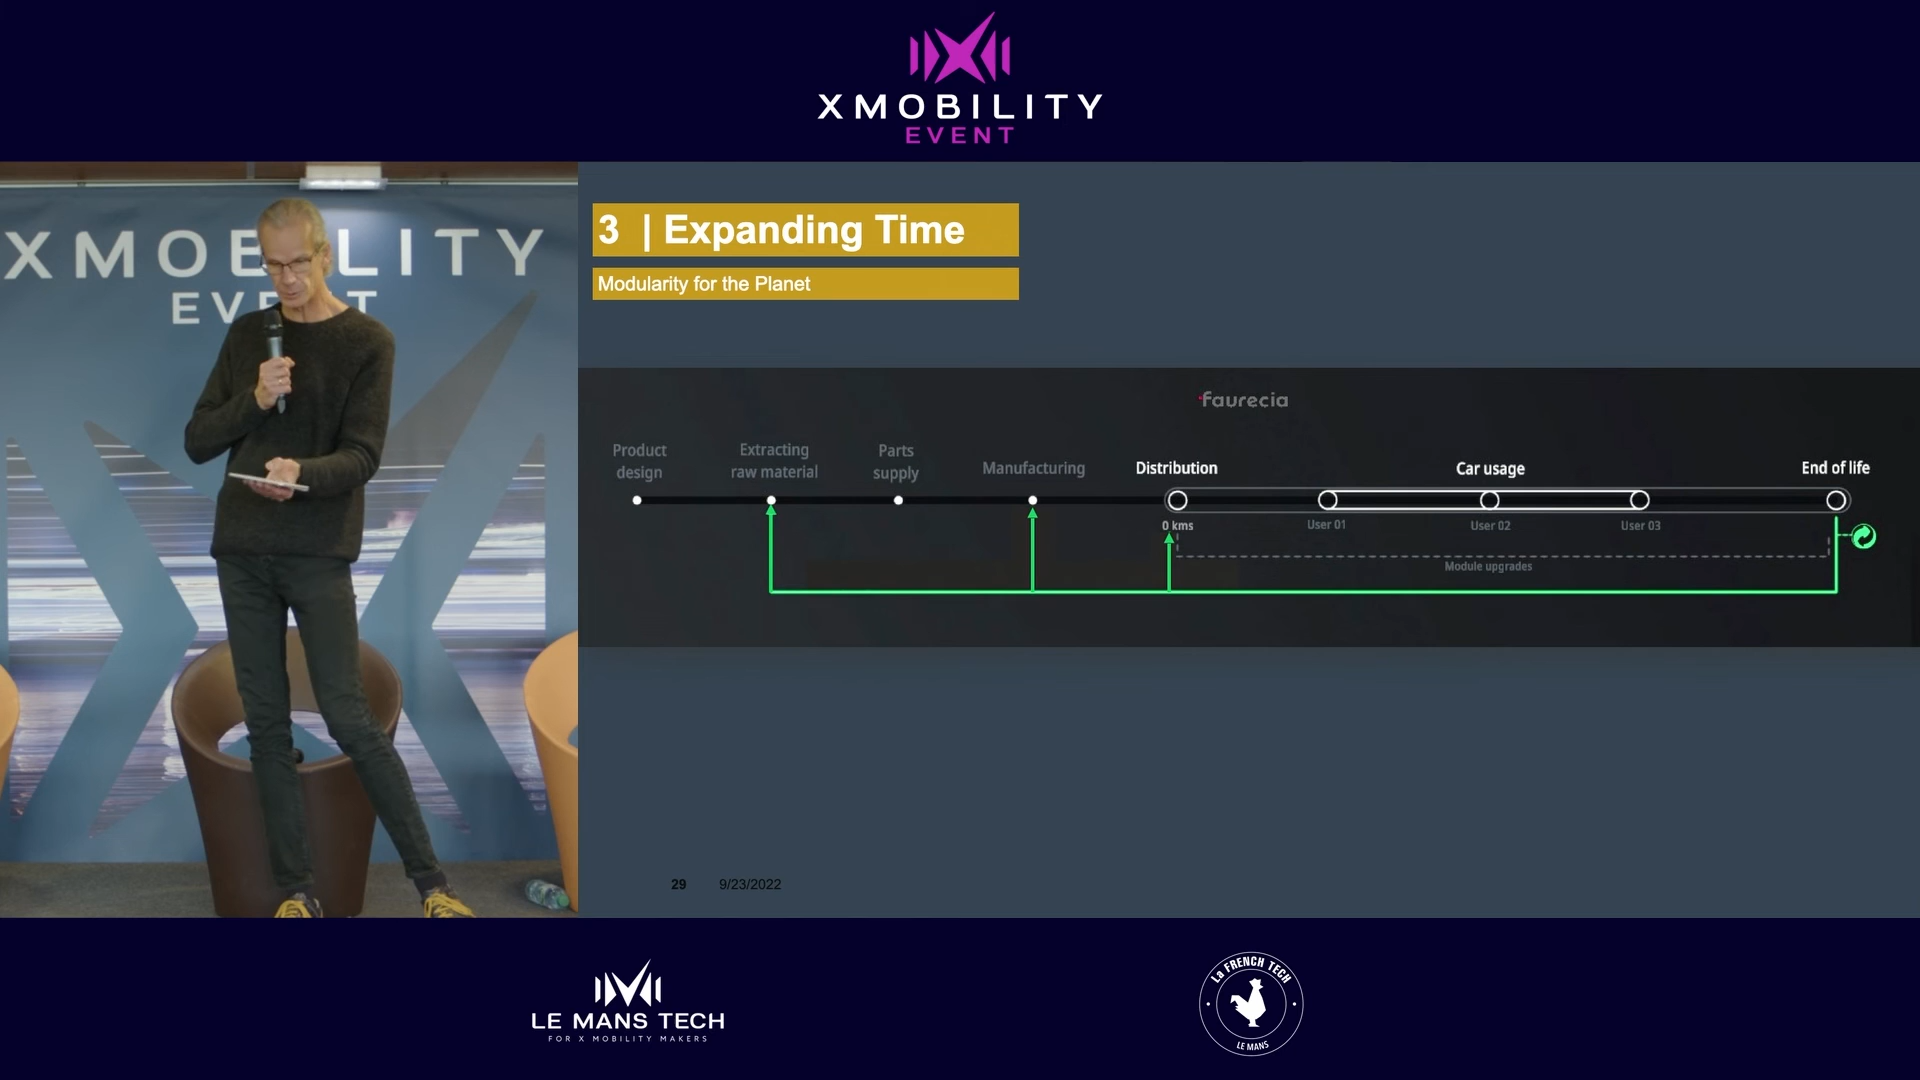 XMOBILITY
EVENT
XMOBILITY
EVENT
3 | Expanding Time
Modularity for the Planet
faurecia
Product
design
Extracting
raw material
Parts
supply
Manufacturing
Distribution
Car usage
End of life
0 kms
User 01
User 02
User 03
Module upgrades
29 9/23/2022
LE MANS TECH
FOR X MOBILITY MAKERS
La FRENCH TECH
LE MANS